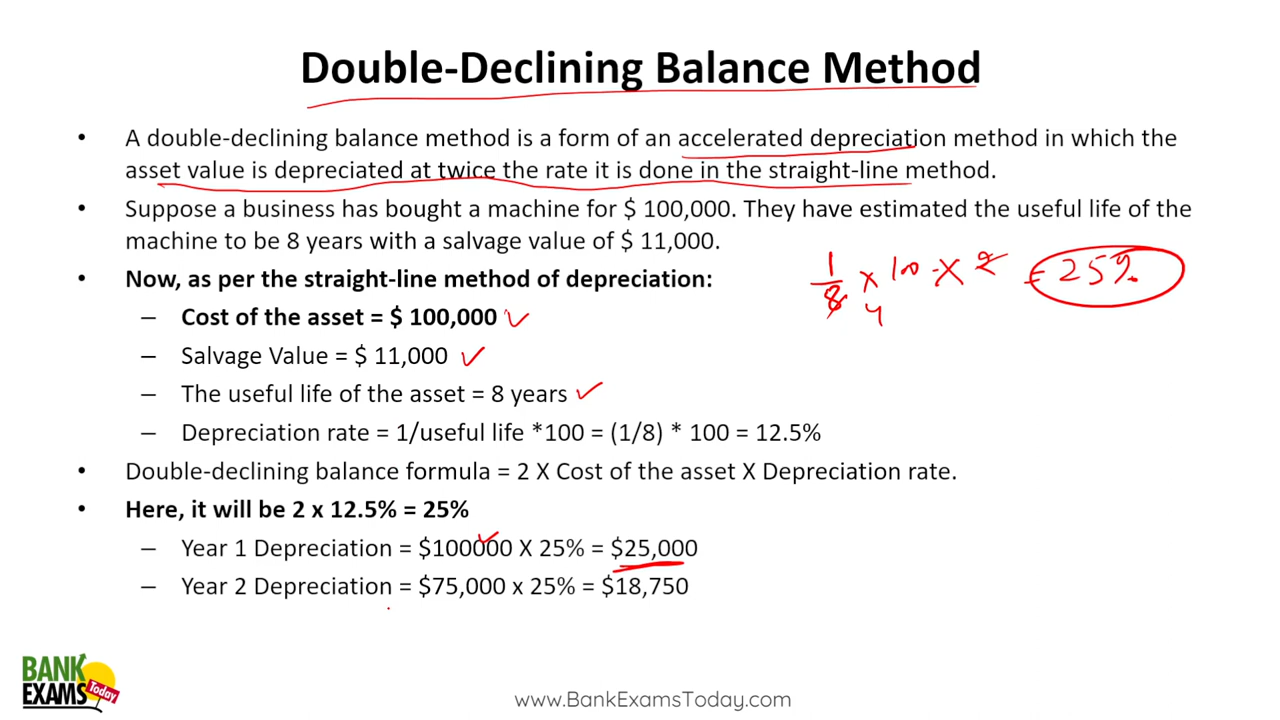 Double-Declining Balance Method
• A double-declining balance method is a form of an accelerated depreciation method in which the
asset value is depreciated at twice the rate it is done in the straight-line method.
• Suppose a business has bought a machine for $ 100,000. They have estimated the useful life of the
machine to be 8 years with a salvage value of $ 11,000.
• Now, as per the straight-line method of depreciation:
– Cost of the asset = $ 100,000
– Salvage Value = $ 11,000
– The useful life of the asset = 8 years
– Depreciation rate = 1/useful life *100 = (1/8) * 100 = 12.5%
1/8 x 100 x 2 = 25%
4
• Double-declining balance formula = 2 X Cost of the asset X Depreciation rate.
• Here, it will be 2 x 12.5% = 25%
– Year 1 Depreciation = $100000 X 25% = $25,000
– Year 2 Depreciation = $75,000 x 25% = $18,750
BANK
EXAMS
Today
www.BankExamsToday.com